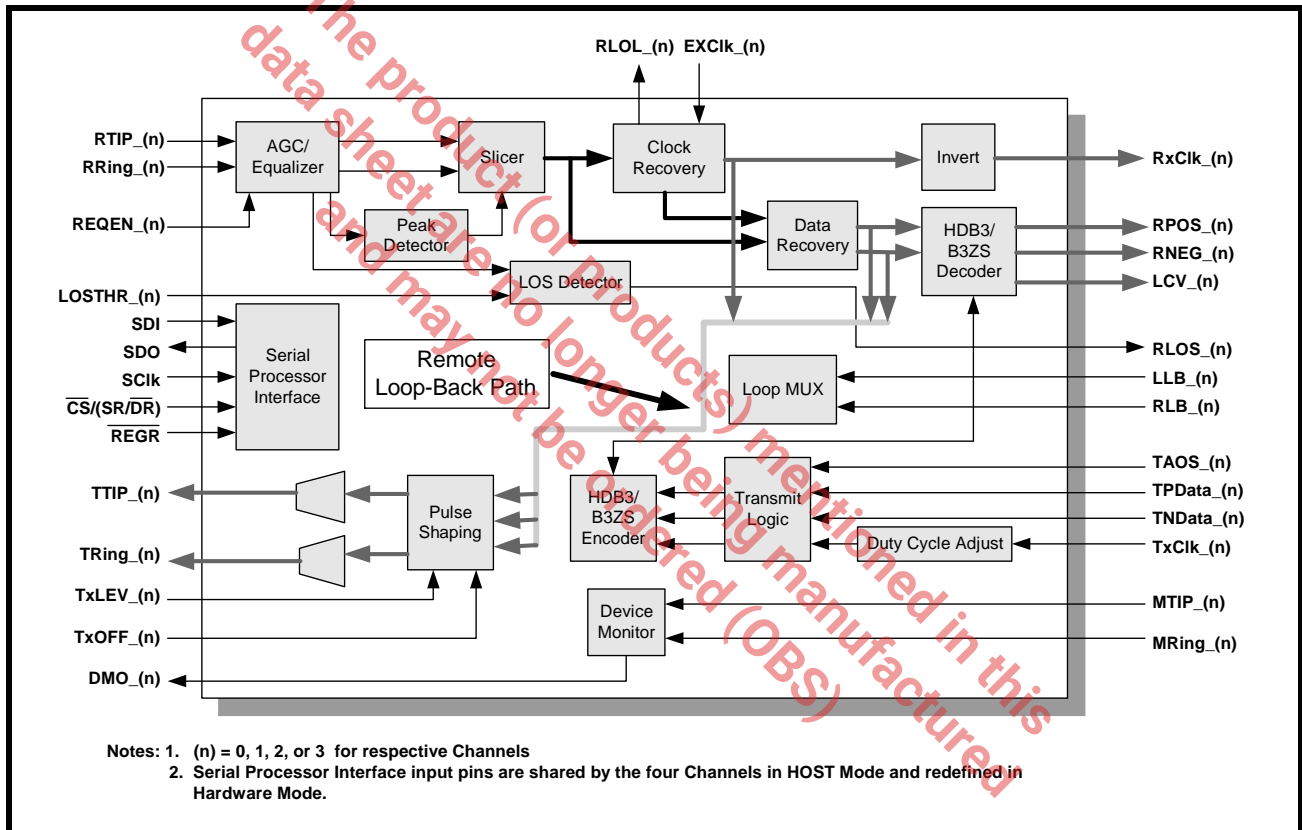 RLOL_(n) EXClk_(n)
RTIP_(n)
RRing_(n)
REQEN_(n)
LOSTHR_(n)
SDI
SDO
SClk
CS/(SR/DR)
REGR
TTIP_(n)
TRing_(n)
TxLEV_(n)
TxOFF_(n)
DMO_(n)
AGC/
Equalizer
Peak
Detector
Slicer
LOS Detector
Clock
Recovery
Data
Recovery
Invert
HDB3/
B3ZS
Decoder
Serial
Processor
Interface
Remote
Loop-Back Path
Loop MUX
Pulse
Shaping
HDB3/
B3ZS
Encoder
Transmit
Logic
Duty Cycle Adjust
Device
Monitor
RxClk_(n)
RPOS_(n)
RNEG_(n)
LCV_(n)
RLOS_(n)
LLB_(n)
RLB_(n)
TAOS_(n)
TPData_(n)
TNData_(n)
TxClk_(n)
MTIP_(n)
MRing_(n)
The product (or products) mentioned in this
data sheet are no longer being manufactured
and may not be ordered (OBS)
Notes: 1. (n) = 0, 1, 2, or 3 for respective Channels
2. Serial Processor Interface input pins are shared by the four Channels in HOST Mode and redefined in
Hardware Mode.